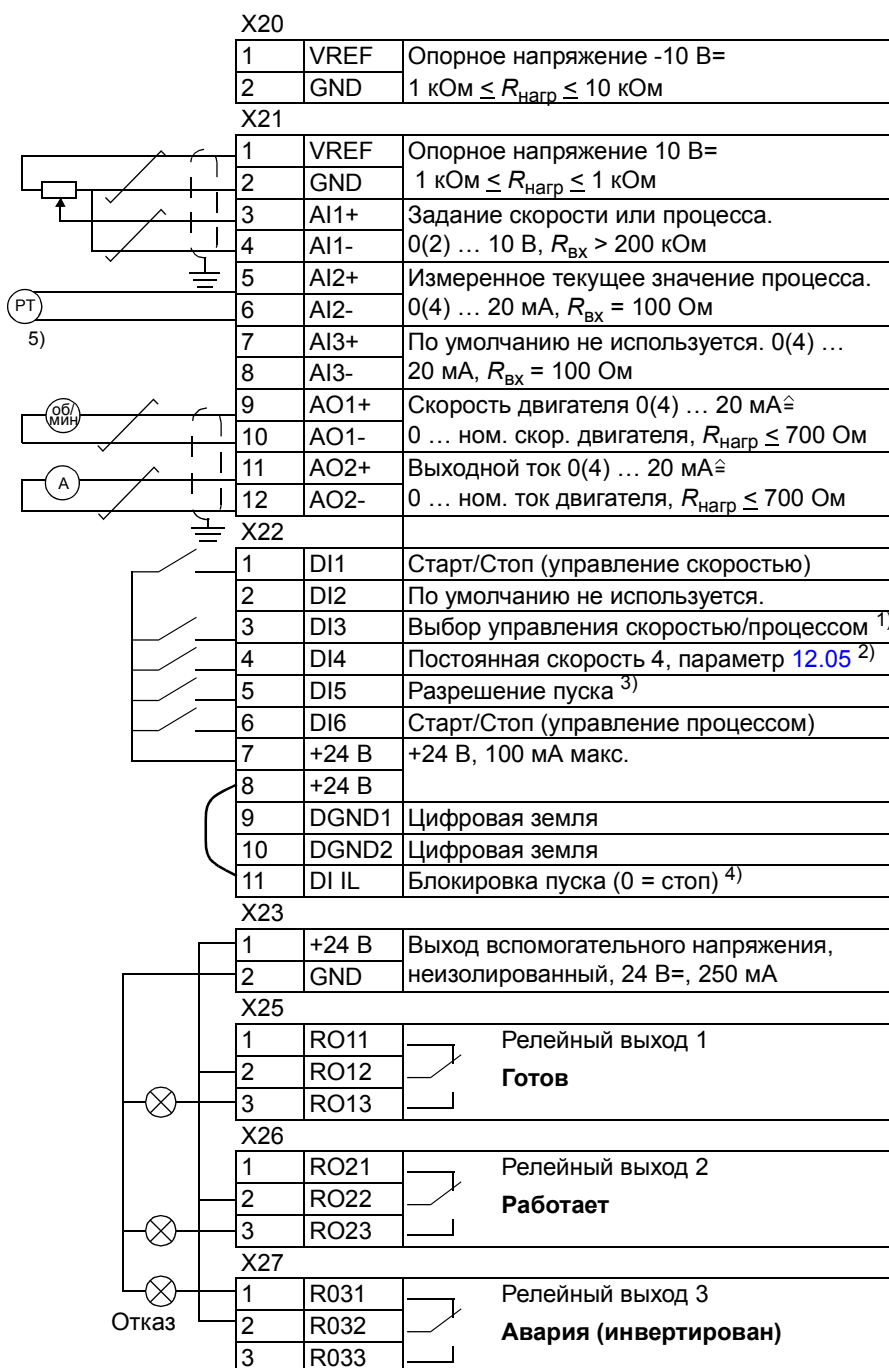 X20
1 VREF Опорное напряжение -10 В=
2 GND 1 кОм ≤ Rнагр ≤ 10 кОм
X21
1 VREF Опорное напряжение 10 В=
2 GND 1 кОм ≤ Rнагр ≤ 1 кОм
3 AI1+ Задание скорости или процесса.
4 AI1- 0(2) … 10 В, Rвх > 200 кОм
5 AI2+ Измеренное текущее значение процесса.
PT 6 AI2- 0(4) … 20 мА, Rвх = 100 Ом
5) 7 AI3+ По умолчанию не используется. 0(4) …
8 AI3- 20 мА, Rвх = 100 Ом
об/мин 9 AO1+ Скорость двигателя 0(4) … 20 мА≙
10 AO1- 0 … ном. скор. двигателя, Rнагр ≤ 700 Ом
A 11 AO2+ Выходной ток 0(4) … 20 мА≙
12 AO2- 0 … ном. ток двигателя, Rнагр ≤ 700 Ом
X22
1 DI1 Старт/Стоп (управление скоростью)
2 DI2 По умолчанию не используется.
3 DI3 Выбор управления скоростью/процессом 1)
4 DI4 Постоянная скорость 4, параметр 12.05 2)
5 DI5 Разрешение пуска 3)
6 DI6 Старт/Стоп (управление процессом)
7 +24 В +24 В, 100 мА макс.
8 +24 В
9 DGND1 Цифровая земля
10 DGND2 Цифровая земля
11 DI IL Блокировка пуска (0 = стоп) 4)
X23
1 +24 В Выход вспомогательного напряжения,
2 GND неизолированный, 24 В=, 250 мА
X25
1 RO11 Релейный выход 1
2 RO12 Готов
3 RO13
X26
1 RO21 Релейный выход 2
2 RO22 Работает
3 RO23
X27
1 R031 Релейный выход 3
Отказ 2 R032 Авария (инвертирован)
3 R033